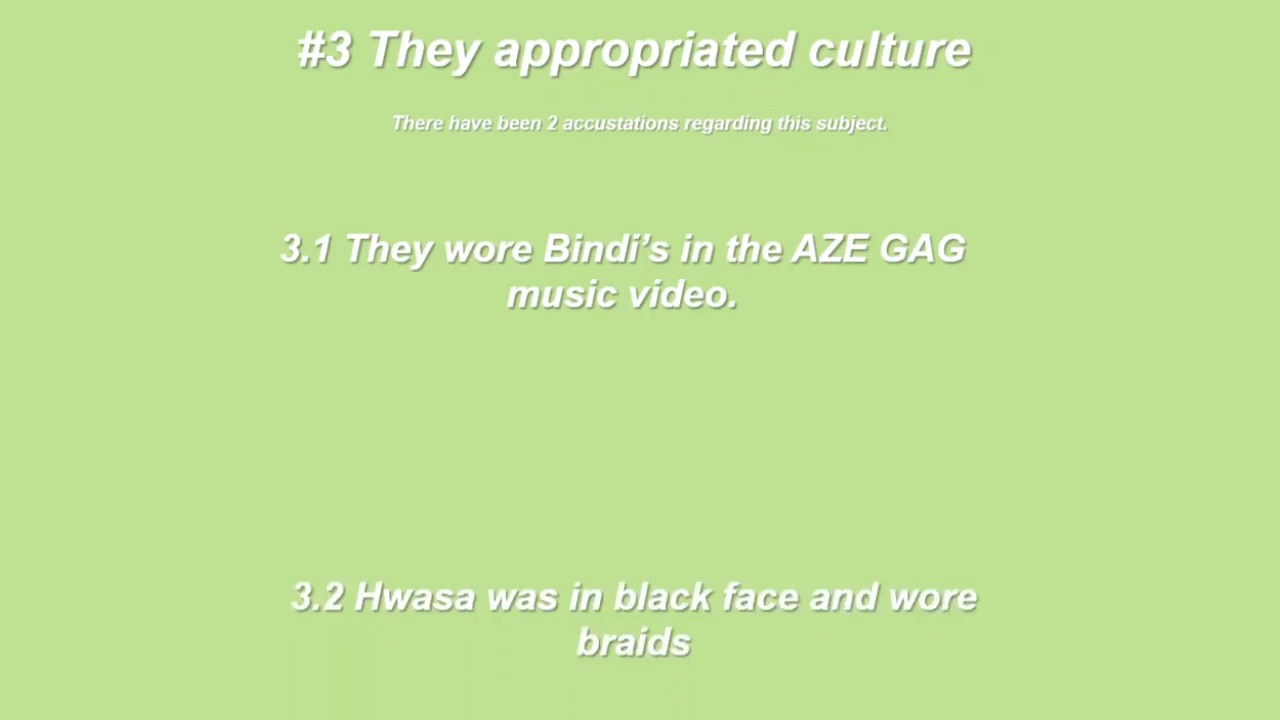 #3 They appropriated culture
There have been 2 accustations regarding this subject.
3.1 They wore Bindi’s in the AZE GAG
music video.
3.2 Hwasa was in black face and wore
braids